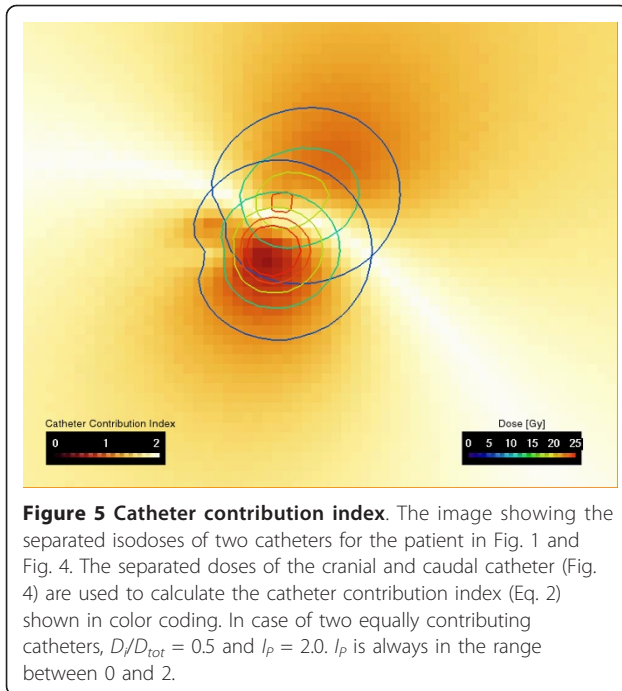 Catheter Contribution Index
0 1 2
Dose [Gy]
0 5 10 15 20 25
Figure 5 Catheter contribution index. The image showing the
separated isodoses of two catheters for the patient in Fig. 1 and
Fig. 4. The separated doses of the cranial and caudal catheter (Fig.
4) are used to calculate the catheter contribution index (Eq. 2)
shown in color coding. In case of two equally contributing
catheters, Di/Dtot = 0.5 and IP = 2.0. IP is always in the range
between 0 and 2.